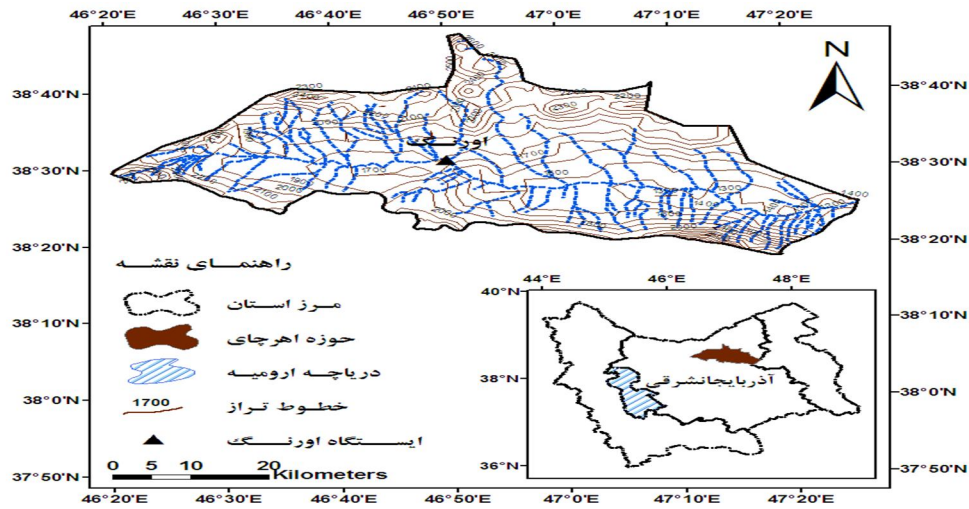 46°20'E 46°30'E 46°40'E 46°50'E 47°0'E 47°10'E 47°20'E
N
38°40'N 38°40'N
اورنگ
38°30'N 38°30'N
38°20'N 38°20'N
راهنمای نقشه
مرز استان
حوزه اهرچای
دریاچه ارومیه
1700 خطوط تراز
ایستگاه اورنگ
0 5 10 20 Kilometers
38°10'N 38°10'N
38°0'N 38°0'N
37°50'N 37°50'N
44°E 46°E 48°E
40°N
38°N
36°N
آذربایجانشرقی
46°20'E 46°30'E 46°40'E 46°50'E 47°0'E 47°10'E 47°20'E